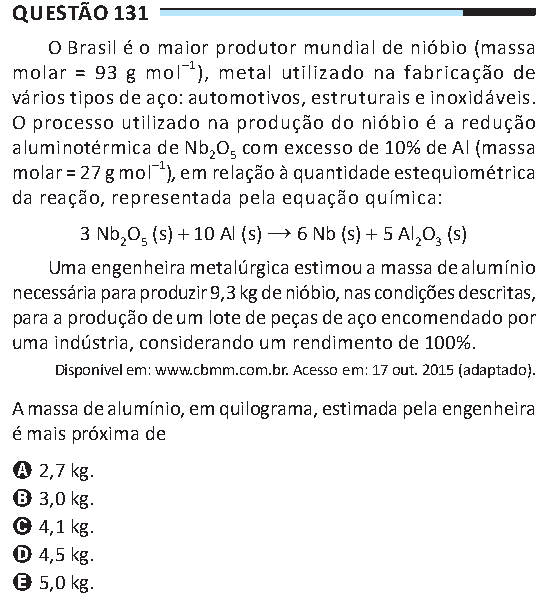 QUESTÃO 131
O Brasil é o maior produtor mundial de nióbio (massa
molar = 93 g mol⁻¹), metal utilizado na fabricação de
vários tipos de aço: automotivos, estruturais e inoxidáveis.
O processo utilizado na produção do nióbio é a redução
aluminotérmica de Nb₂O₅ com excesso de 10% de Al (massa
molar = 27 g mol⁻¹), em relação à quantidade estequiométrica
da reação, representada pela equação química:
3 Nb₂O₅ (s) + 10 Al (s) ⟶ 6 Nb (s) + 5 Al₂O₃ (s)
Uma engenheira metalúrgica estimou a massa de alumínio
necessária para produzir 9,3 kg de nióbio, nas condições descritas,
para a produção de um lote de peças de aço encomendado por
uma indústria, considerando um rendimento de 100%.
Disponível em: www.cbmm.com.br. Acesso em: 17 out. 2015 (adaptado).
A massa de alumínio, em quilograma, estimada pela engenheira
é mais próxima de
A 2,7 kg.
B 3,0 kg.
C 4,1 kg.
D 4,5 kg.
E 5,0 kg.